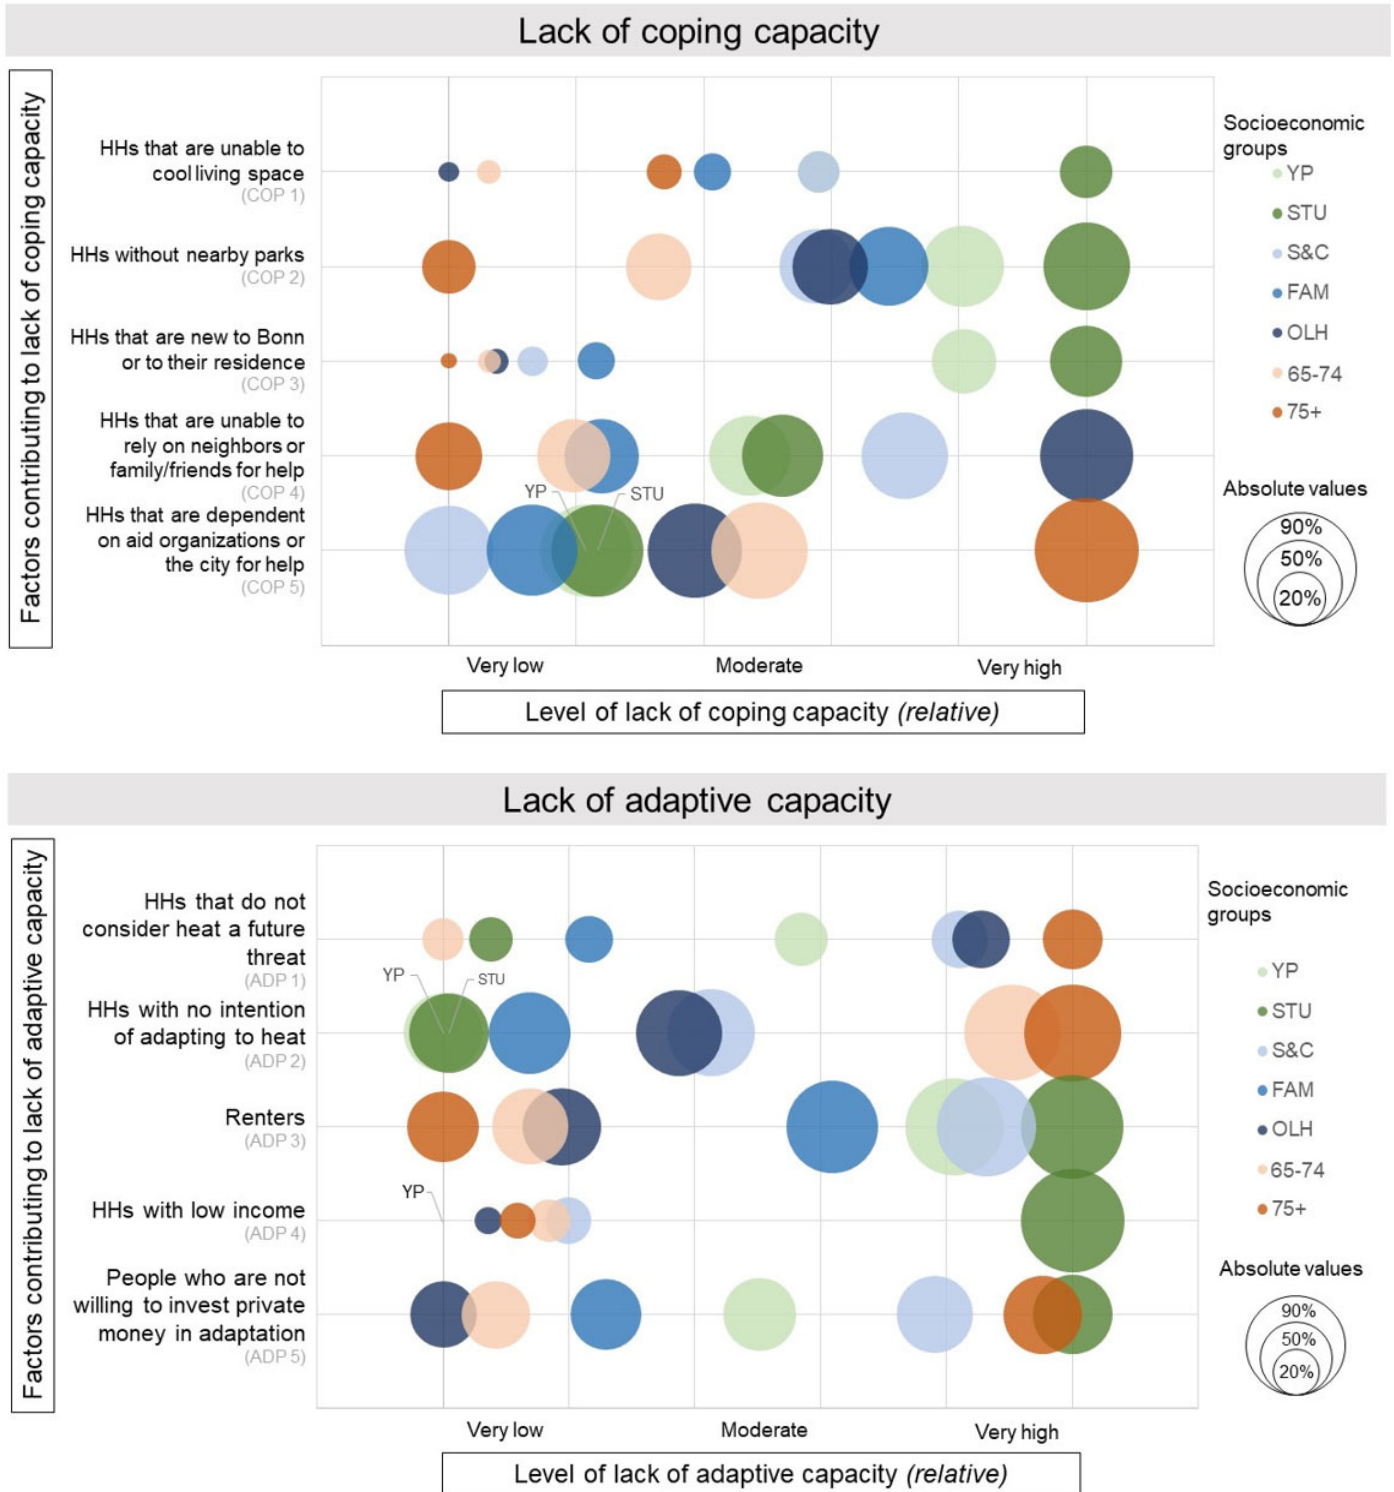 Lack of coping capacity
Factors contributing to lack of coping capacity
HHs that are unable to
cool living space
(COP 1)
HHs without nearby parks
(COP 2)
HHs that are new to Bonn
or to their residence
(COP 3)
HHs that are unable to
rely on neighbors or
family/friends for help
(COP 4)
HHs that are dependent
on aid organizations or
the city for help
(COP 5)
YP
STU
Socioeconomic
groups
YP
STU
S&C
FAM
OLH
65-74
75+
Absolute values
90%
50%
20%
Very low
Moderate
Very high
Level of lack of coping capacity (relative)
Lack of adaptive capacity
Factors contributing to lack of adaptive capacity
HHs that do not
consider heat a future
threat
(ADP 1)
YP
STU
HHs with no intention
of adapting to heat
(ADP 2)
Renters
(ADP 3)
YP
HHs with low income
(ADP 4)
People who are not
willing to invest private
money in adaptation
(ADP 5)
Socioeconomic
groups
YP
STU
S&C
FAM
OLH
65-74
75+
Absolute values
90%
50%
20%
Very low
Moderate
Very high
Level of lack of adaptive capacity (relative)